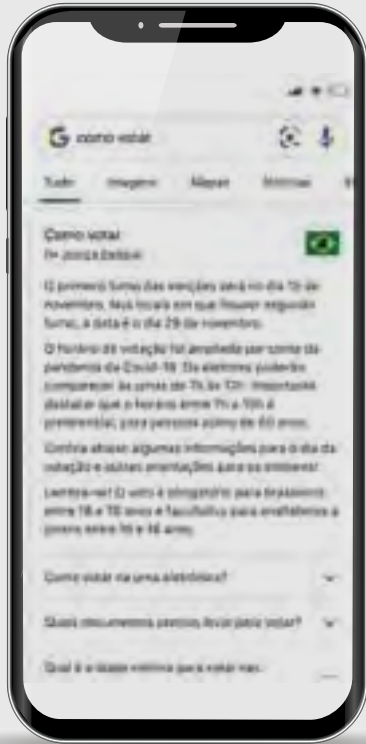 G como votar
Tudo Imagens Mapas Notícias
Como votar
O primeiro turno das eleições será no dia 15 de
novembro. Nos locais em que houver segundo
turno, a data é o dia 29 de novembro.
O horário de votação foi ampliado por conta da
pandemia da Covid-19. Os eleitores poderão
comparecer às urnas de 7h às 17h. Importante
destacar que o horário entre 7h a 10h é
preferencial para pessoas acima de 60 anos.
Confira abaixo algumas informações para o dia da
votação e outras orientações para os eleitores!
Lembre-se! O voto é obrigatório para brasileiros
entre 18 e 70 anos e facultativo para analfabetos e
jovens entre 16 e 18 anos.
Como votar na urna eletrônica?
Quais documentos preciso levar para votar?
Qual é a idade mínima para votar nas